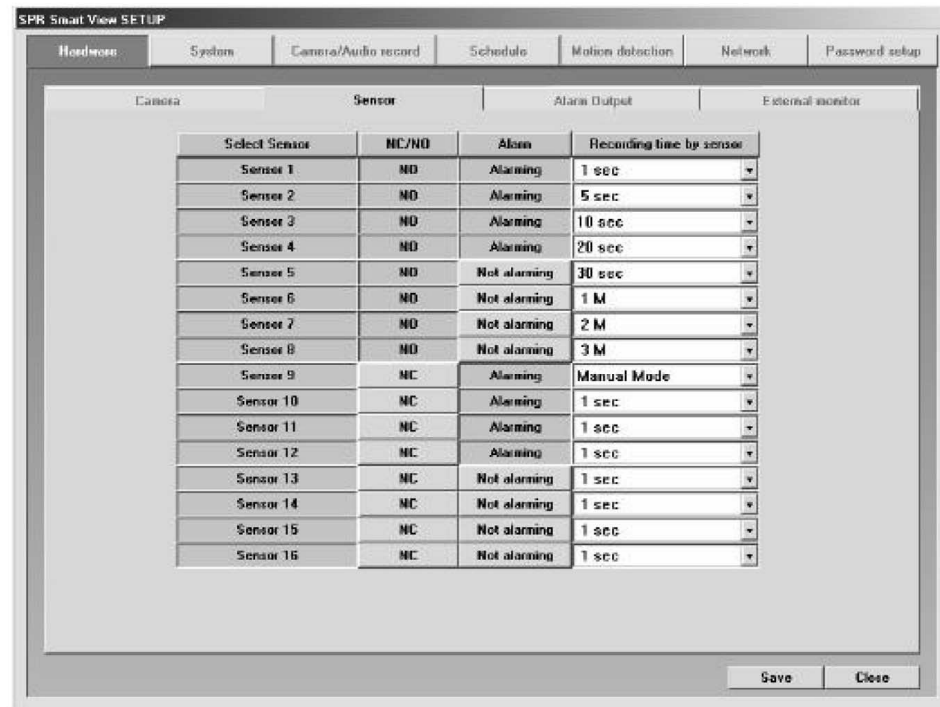 SPR Smart View SETUP
Hardware System Camera/Audio record Schedule Motion detection Network Password setup
Camera Sensor Alarm Output External monitor
Select Sensor NC/NO Alarm Recording time by sensor
Sensor 1 NO Alarming 1 sec
Sensor 2 NO Alarming 5 sec
Sensor 3 NO Alarming 10 sec
Sensor 4 NO Alarming 20 sec
Sensor 5 NO Not alarming 30 sec
Sensor 6 NO Not alarming 1 M
Sensor 7 NO Not alarming 2 M
Sensor 8 NO Not alarming 3 M
Sensor 9 NC Alarming Manual Mode
Sensor 10 NC Alarming 1 sec
Sensor 11 NC Alarming 1 sec
Sensor 12 NC Alarming 1 sec
Sensor 13 NC Not alarming 1 sec
Sensor 14 NC Not alarming 1 sec
Sensor 15 NC Not alarming 1 sec
Sensor 16 NC Not alarming 1 sec
Save Close